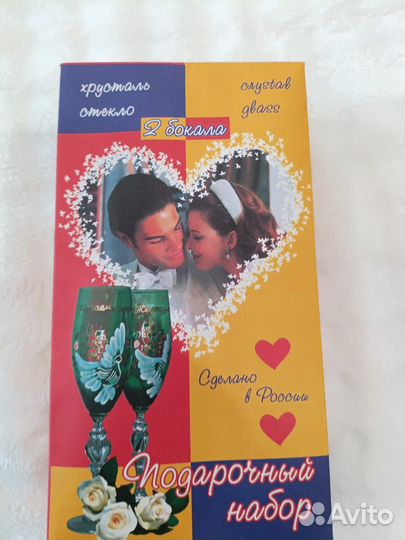 хрусталь
стекло
crystal
glass
2 бокала
Сделано
в России
Подарочный
набор
Avito